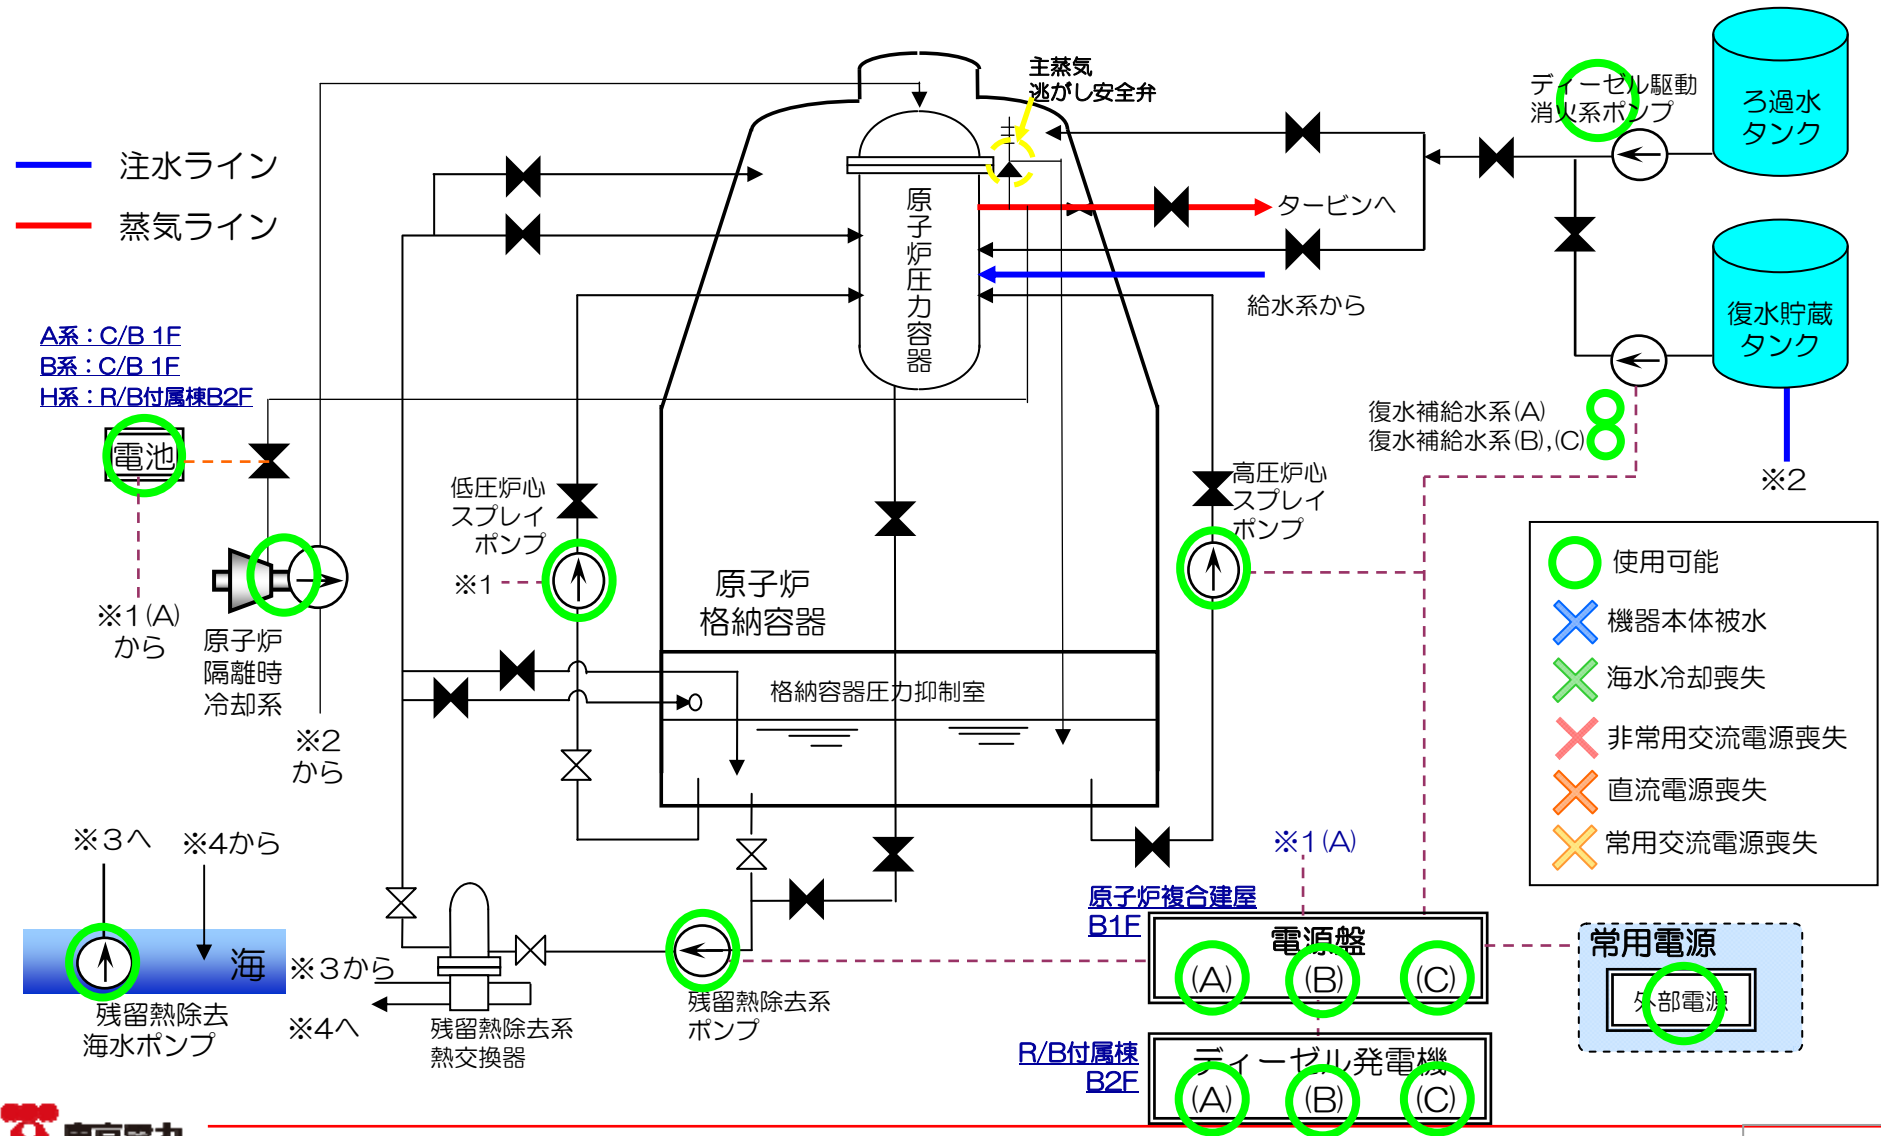 主蒸気
逃がし安全弁
ディーゼル駆動
消火系ポンプ
ろ過水
タンク
注水ライン
蒸気ライン
原子炉圧力容器
タービンへ
給水系から
復水貯蔵
タンク
A系：C/B 1F
B系：C/B 1F
H系：R/B付属棟B2F
電池
復水補給水系(A)
復水補給水系(B),(C)
※2
低圧炉心
スプレイ
ポンプ
※1
高圧炉心
スプレイ
ポンプ
原子炉
格納容器
※1(A)
から
原子炉
隔離時
冷却系
※2
から
格納容器圧力抑制室
使用可能
機器本体被水
海水冷却喪失
非常用交流電源喪失
直流電源喪失
常用交流電源喪失
※3へ
※4から
海
残留熱除去
海水ポンプ
※3から
※4へ
残留熱除去系
熱交換器
残留熱除去系
ポンプ
※1(A)
原子炉複合建屋
B1F
電源盤
(A) (B) (C)
常用電源
外部電源
R/B付属棟
B2F
ディーゼル発電機
(A) (B) (C)